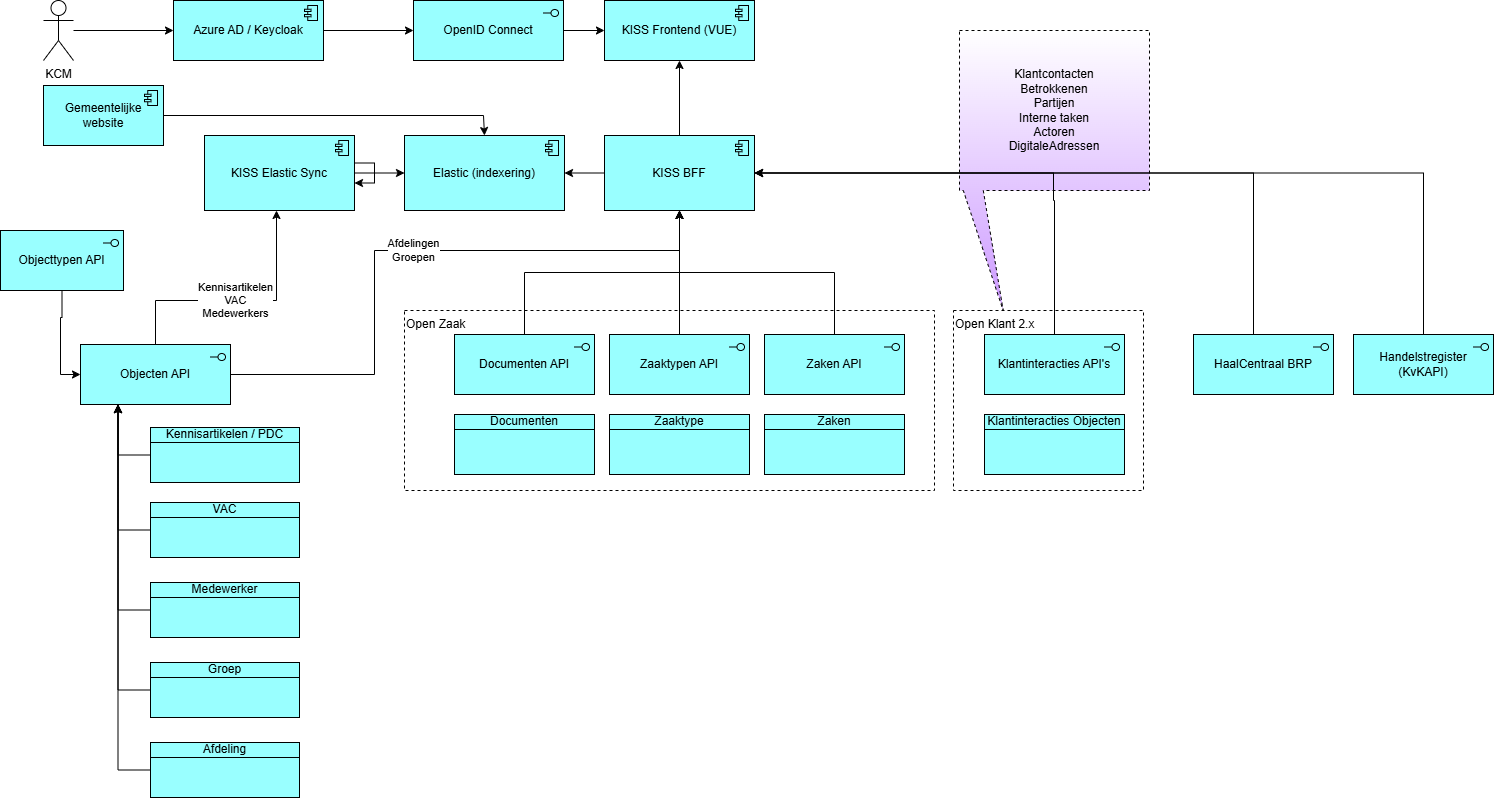 Azure AD / Keycloak
OpenID Connect
KISS Frontend (VUE)
KCM
Klantcontacten
Betrokkenen
Partijen
Interne taken
Actoren
DigitaleAdressen
Gemeentelijke
website
KISS Elastic Sync
Elastic (indexering)
KISS BFF
Objecttypen API
Afdelingen
Groepen
Kennisartikelen
VAC
Medewerkers
Open Zaak
Open Klant 2.x
Objecten API
Documenten API
Zaaktypen API
Zaken API
Klantinteracties API's
HaalCentraal BRP
Handelstregister
(KvKAPI)
Documenten
Zaaktype
Zaken
Klantinteracties Objecten
Kennisartikelen / PDC
VAC
Medewerker
Groep
Afdeling